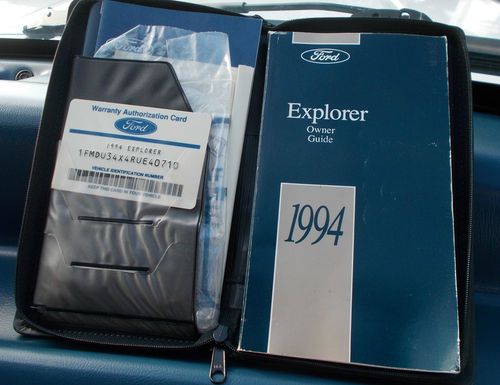 Ford
Warranty Authorization Card
Ford
1994 EXPLORER
1FMDU34X4RUE40710
VEHICLE IDENTIFICATION NUMBER
KEEP THIS CARD IN YOUR VEHICLE
Ford
Explorer
Owner
Guide
1994